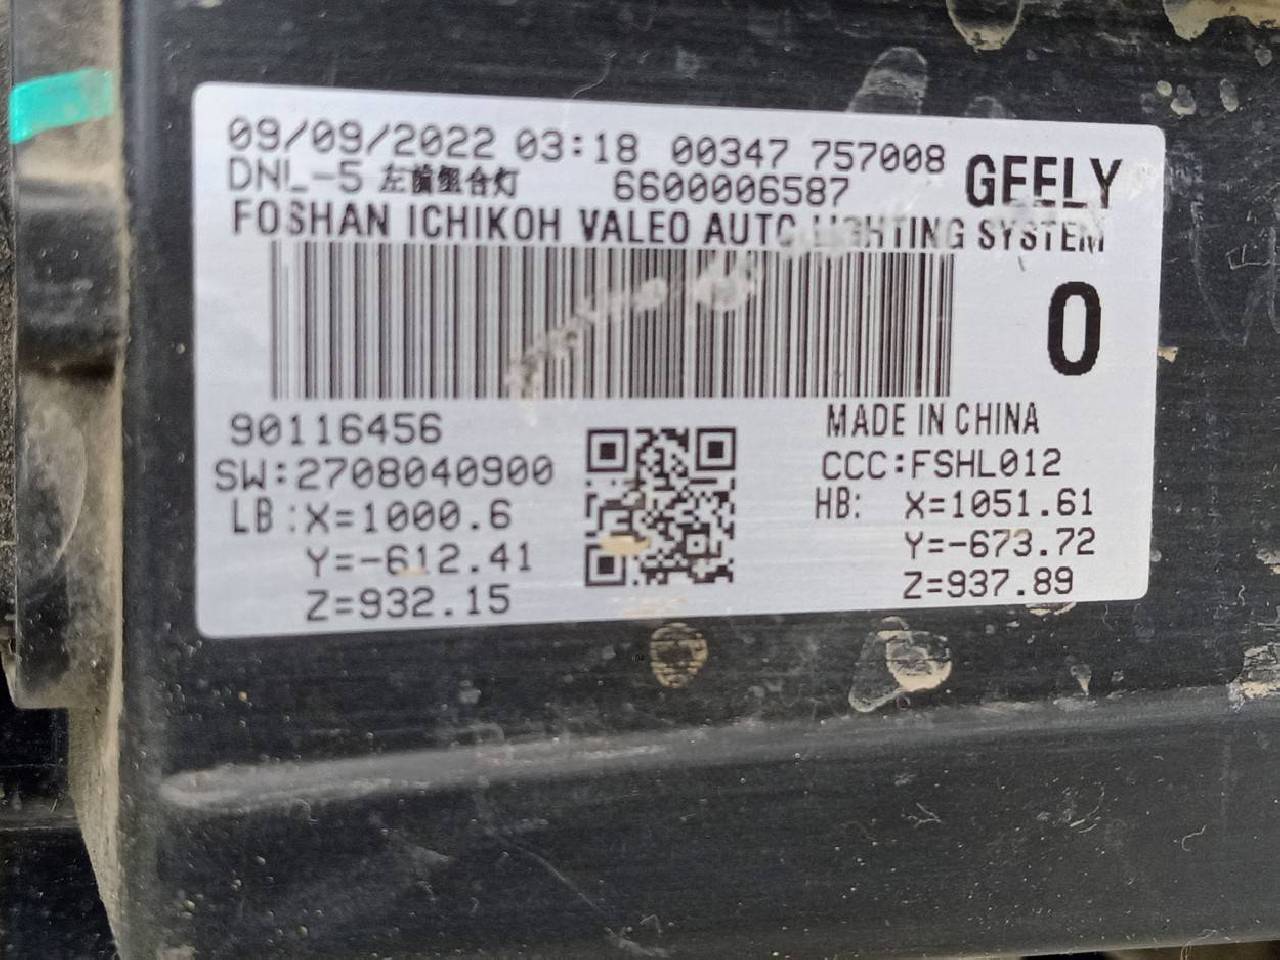 09/09/2022 03:18 00347 757008
DNL-5 左前组合灯 6600006587 GEELY
FOSHAN ICHIKOH VALEO AUTO LIGHTING SYSTEM
0
90116456
MADE IN CHINA
SW:2708040900
CCC:FSHL012
LB:X=1000.6
HB: X=1051.61
Y=-612.41
Y=-673.72
Z=932.15
Z=937.89